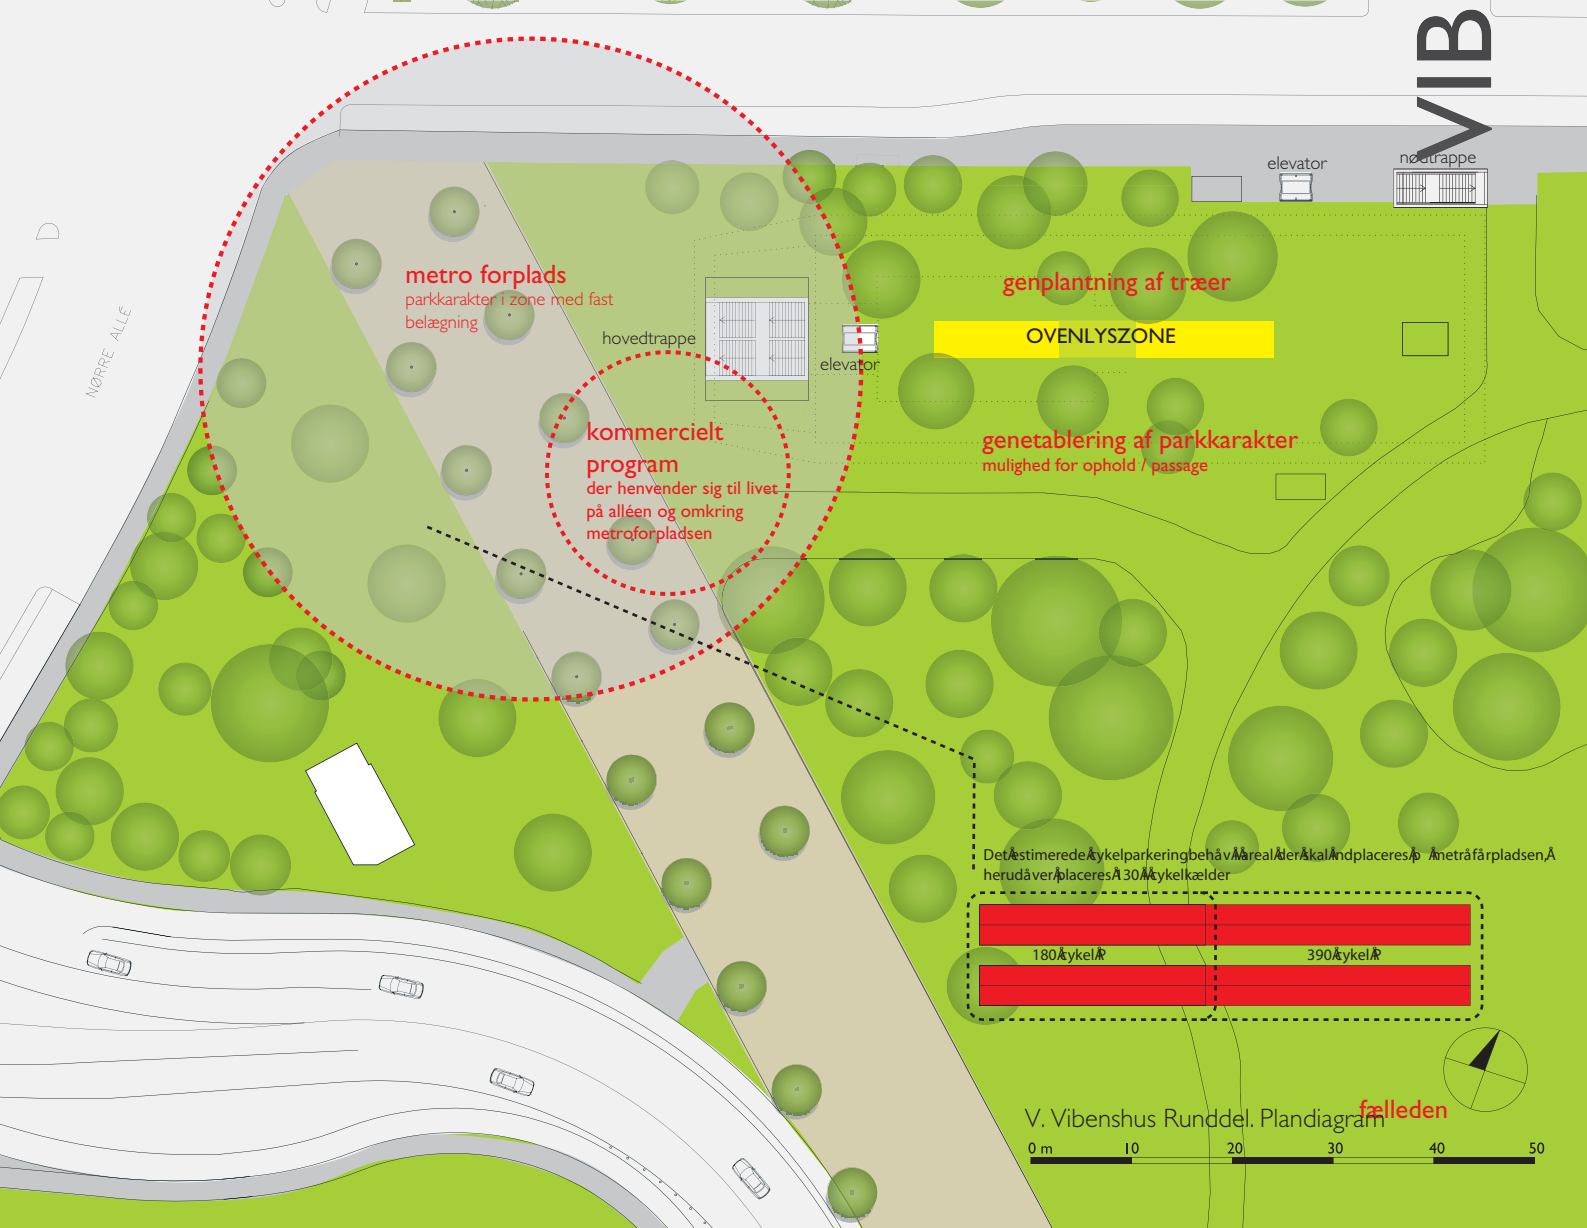 VIB
elevator
nødtrappe
metro forplads
parkkarakter i zone med fast
belægning
genplantning af træer
NØRRE ALLÉ
hovedtrappe
OVENLYSZONE
elevator
kommercielt
program
der henvender sig til livet
på alléen og omkring
metroforpladsen
genetablering af parkkarakter
mulighed for ophold / passage
180 cykel P
390 cykel P
fælleden
V. Vibenshus Runddel. Plandiagram
0 m 10 20 30 40 50